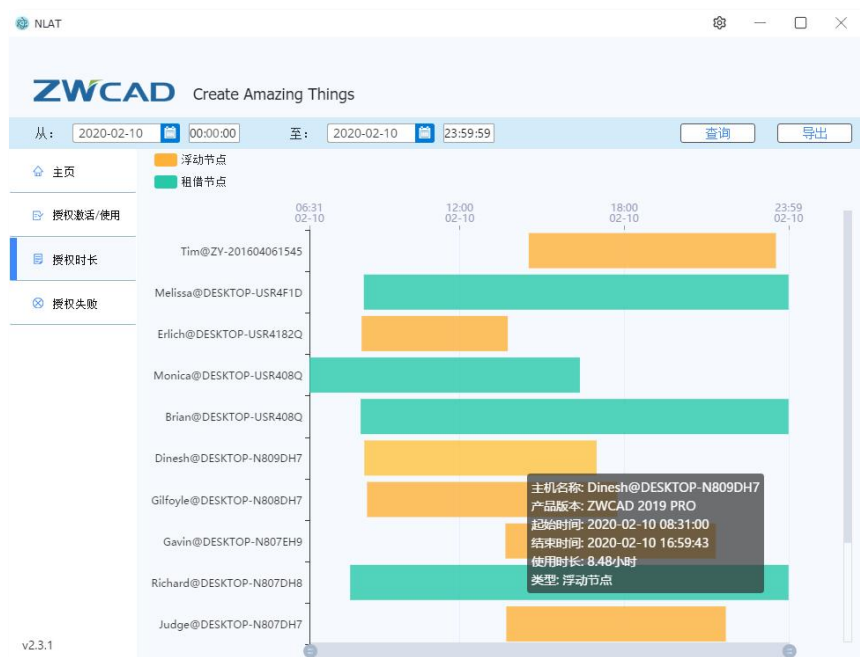 NLAT
ZWCAD Create Amazing Things
从: 2020-02-10 00:00:00 至: 2020-02-10 23:59:59 查询 导出
主页
授权激活/使用
授权时长
授权失败
浮动节点
租借节点
06:31 12:00 18:00 23:59
02-10 02-10 02-10 02-10
Tim@ZY-201604061545
Melissa@DESKTOP-USR4F1D
Erlich@DESKTOP-USR4182Q
Monica@DESKTOP-USR408Q
Brian@DESKTOP-USR408Q
Dinesh@DESKTOP-N809DH7
Gilfoyle@DESKTOP-N808DH7
Gavin@DESKTOP-N807EH9
Richard@DESKTOP-N807DH8
Judge@DESKTOP-N807DH7
主机名称: Dinesh@DESKTOP-N809DH7
产品版本: ZWCAD 2019 PRO
起始时间: 2020-02-10 08:31:00
结束时间: 2020-02-10 16:59:43
使用时长: 8.48小时
类型: 浮动节点
v2.3.1